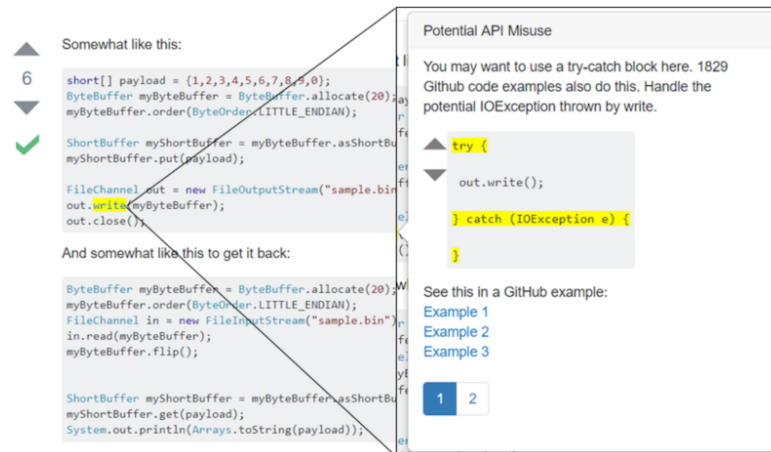 Somewhat like this:
6
short[] payload = {1,2,3,4,5,6,7,8,9,0};
ByteBuffer myByteBuffer = ByteBuffer.allocate(20);
myByteBuffer.order(ByteOrder.LITTLE_ENDIAN);
ShortBuffer myShortBuffer = myByteBuffer.asShortBu
myShortBuffer.put(payload);
FileChannel out = new FileOutputStream("sample.bin
out.write(myByteBuffer);
out.close();
And somewhat like this to get it back:
ByteBuffer myByteBuffer = ByteBuffer.allocate(20);
myByteBuffer.order(ByteOrder.LITTLE_ENDIAN);
FileChannel in = new FileInputStream("sample.bin")
in.read(myByteBuffer);
myByteBuffer.flip();
ShortBuffer myShortBuffer = myByteBuffer.asShortBu
myShortBuffer.get(payload);
System.out.println(Arrays.toString(payload));
Potential API Misuse
You may want to use a try-catch block here. 1829
Github code examples also do this. Handle the
potential IOException thrown by write.
try {
out.write();
} catch (IOException e) {
}
See this in a GitHub example:
Example 1
Example 2
Example 3
1 2